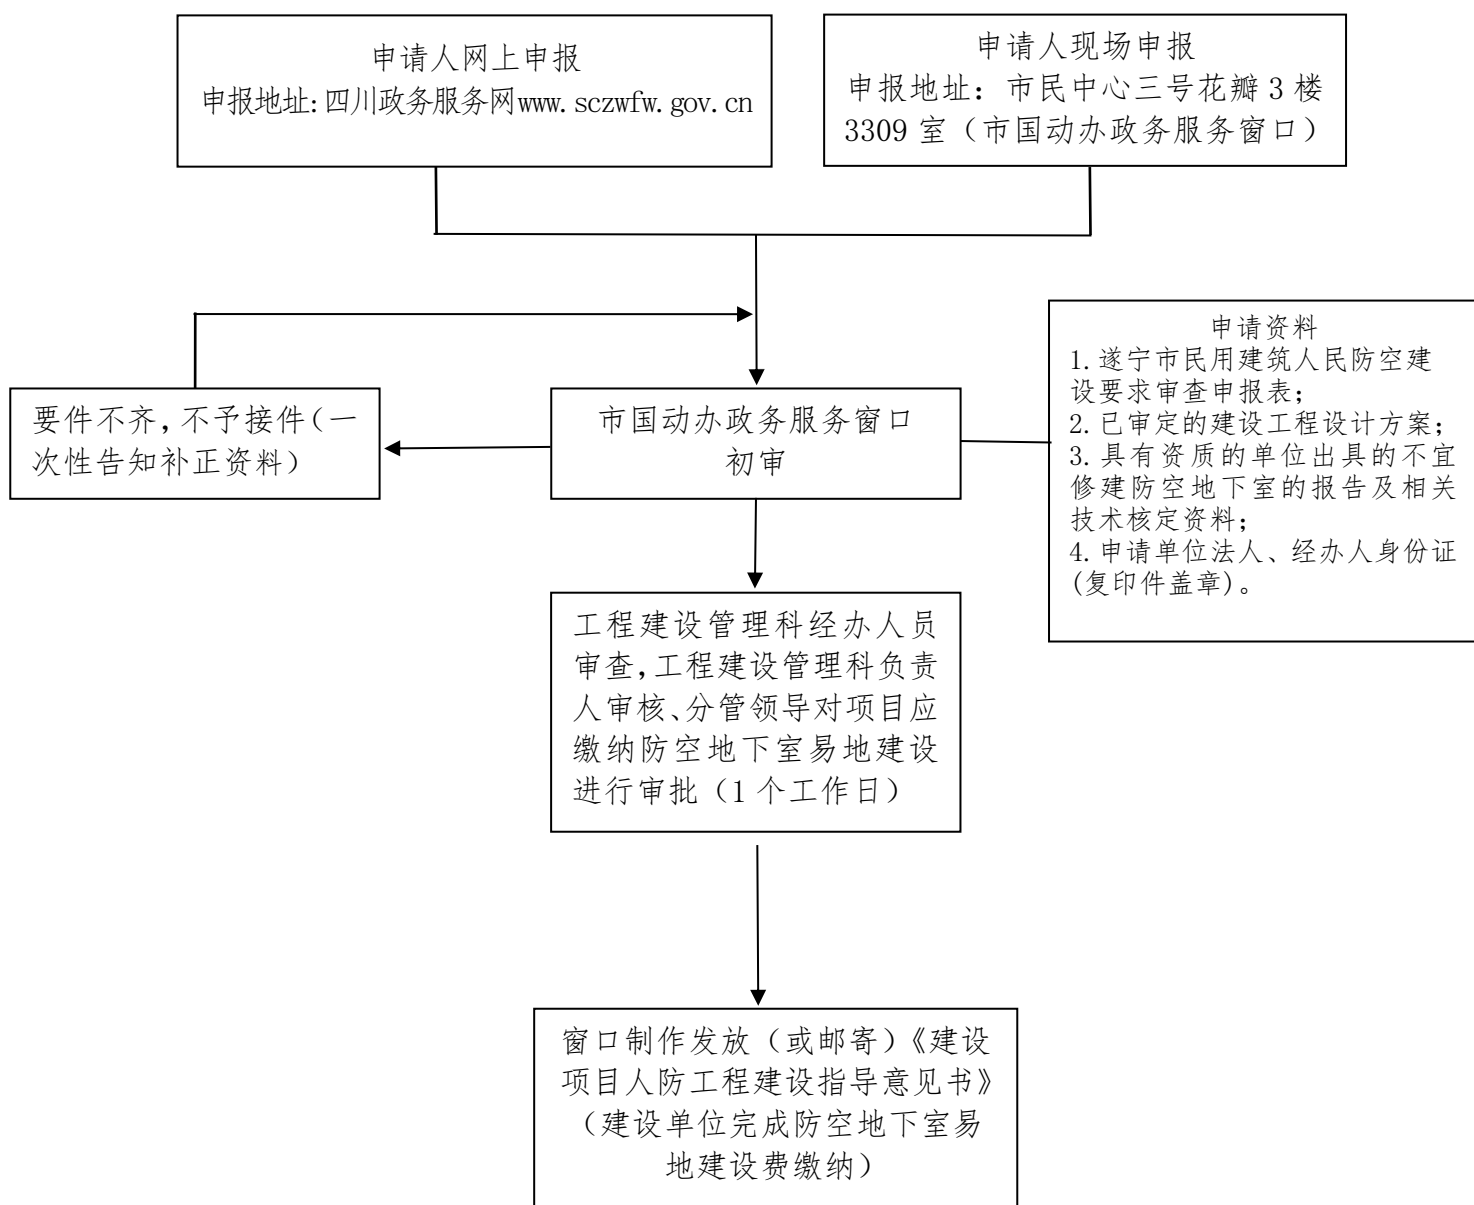 申请人网上申报
申报地址:四川政务服务网www.sczwfw.gov.cn
申请人现场申报
申报地址：市民中心三号花瓣3楼
3309室（市国动办政务服务窗口）
申请资料
1.遂宁市民用建筑人民防空建
设要求审查申报表；
2.已审定的建设工程设计方案；
3.具有资质的单位出具的不宜
修建防空地下室的报告及相关
技术核定资料；
4.申请单位法人、经办人身份证
(复印件盖章)。
要件不齐，不予接件（一
次性告知补正资料）
市国动办政务服务窗口
初审
工程建设管理科经办人员
审查，工程建设管理科负责
人审核、分管领导对项目应
缴纳防空地下室易地建设
进行审批（1个工作日）
窗口制作发放（或邮寄）《建设
项目人防工程建设指导意见书》
（建设单位完成防空地下室易
地建设费缴纳）